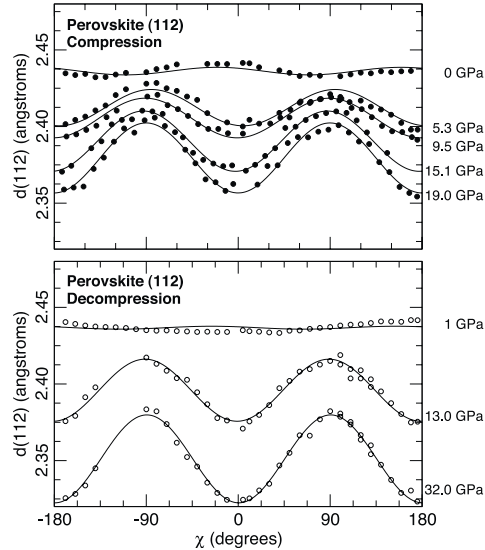 Perovskite (112)
Compression
2.45
2.40
2.35
d(112) (angstroms)
0 GPa
5.3 GPa
9.5 GPa
15.1 GPa
19.0 GPa
Perovskite (112)
Decompression
2.45
2.40
2.35
d(112) (angstroms)
1 GPa
13.0 GPa
32.0 GPa
-180 -90 0 90 180
χ (degrees)